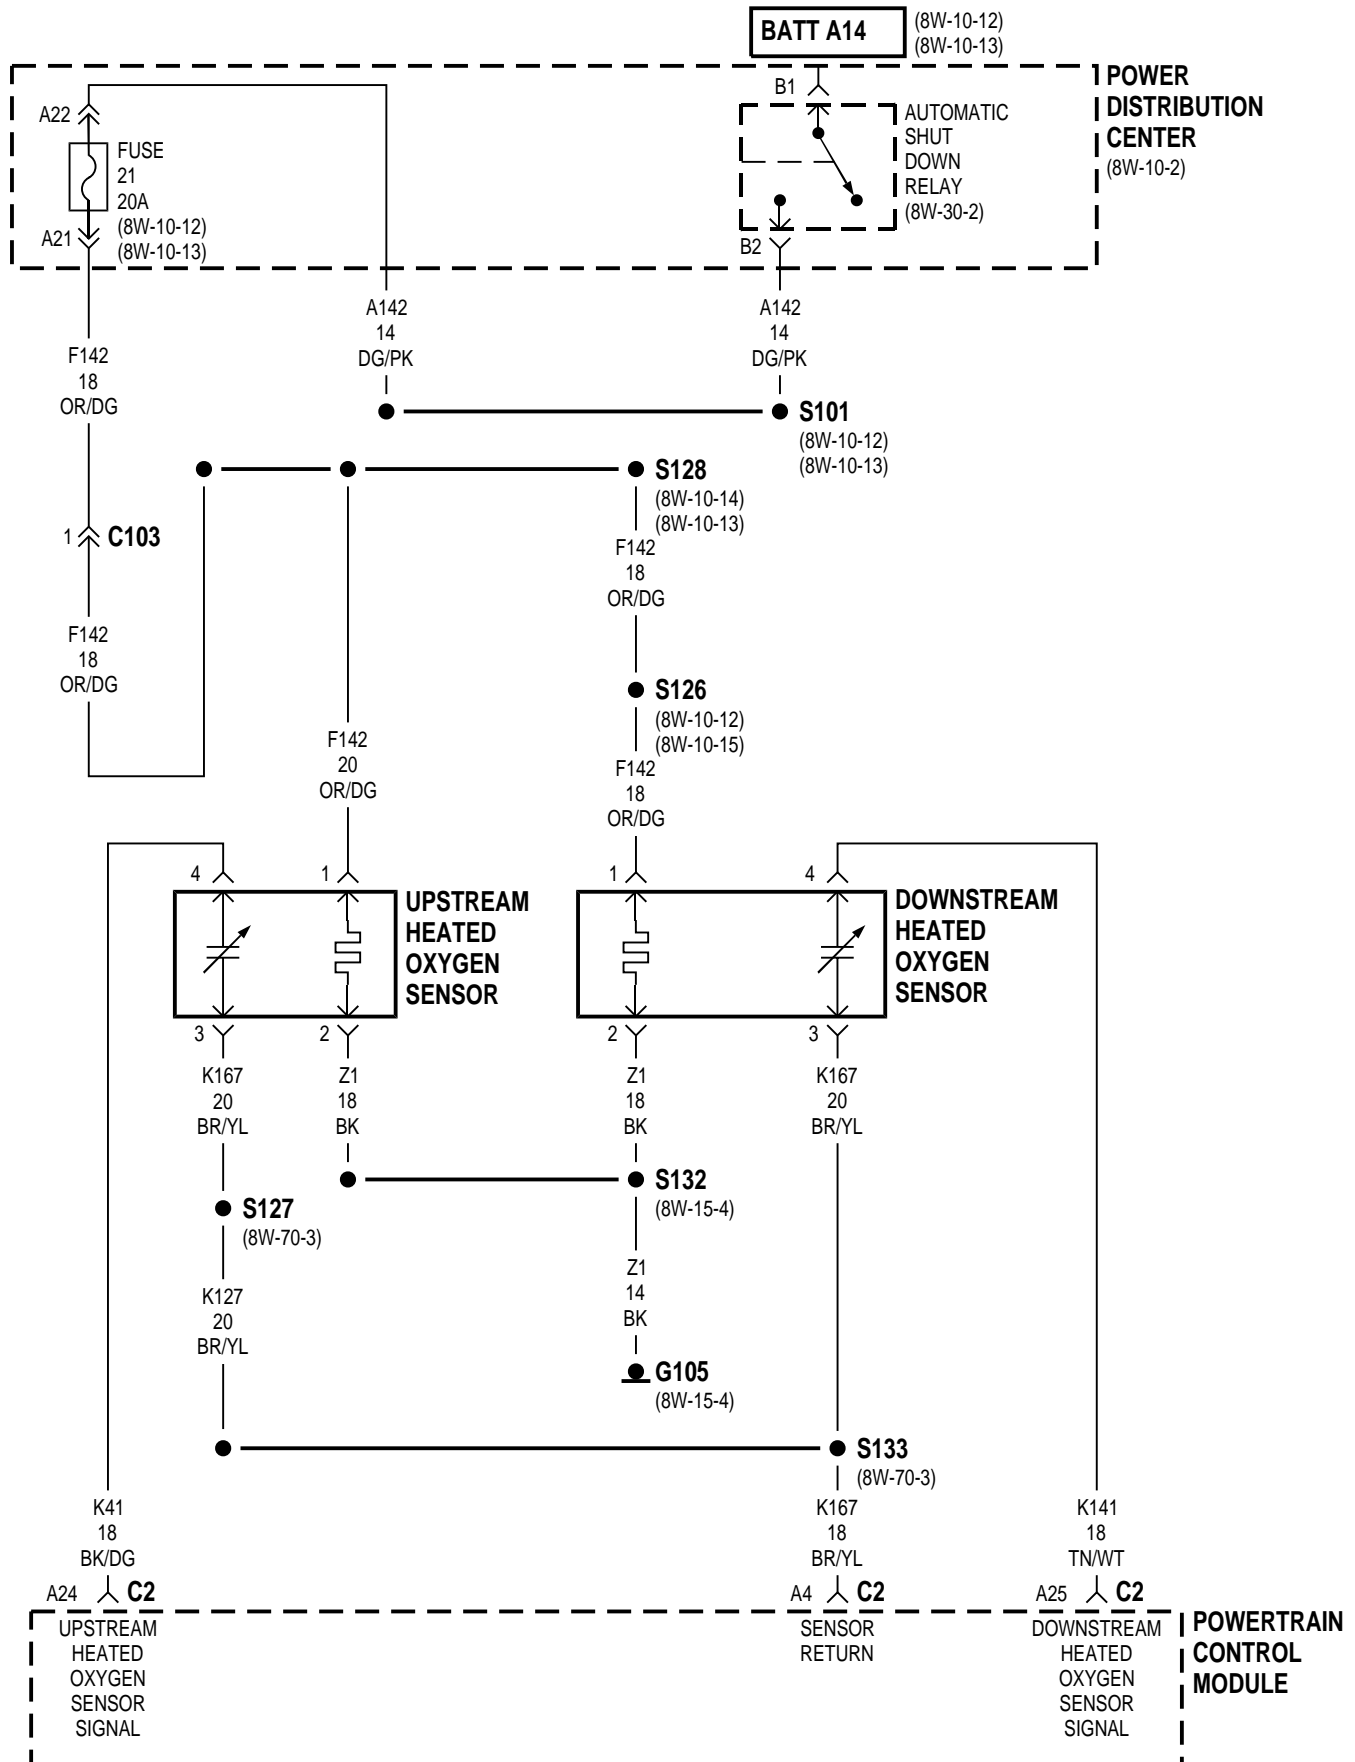 BATT A14
(8W-10-12)
(8W-10-13)
POWER
DISTRIBUTION
CENTER
(8W-10-2)
B1
AUTOMATIC
SHUT
DOWN
RELAY
(8W-30-2)
B2
A22
FUSE
21
20A
(8W-10-12)
(8W-10-13)
A21
A142
14
DG/PK
A142
14
DG/PK
F142
18
OR/DG
S101
(8W-10-12)
(8W-10-13)
S128
(8W-10-14)
(8W-10-13)
1
C103
F142
18
OR/DG
F142
18
OR/DG
S126
(8W-10-12)
(8W-10-15)
F142
20
OR/DG
F142
18
OR/DG
4
1
1
4
UPSTREAM
HEATED
OXYGEN
SENSOR
DOWNSTREAM
HEATED
OXYGEN
SENSOR
3
2
2
3
K167
20
BR/YL
Z1
18
BK
Z1
18
BK
K167
20
BR/YL
S127
(8W-70-3)
S132
(8W-15-4)
K127
20
BR/YL
Z1
14
BK
G105
(8W-15-4)
S133
(8W-70-3)
K41
18
BK/DG
K167
18
BR/YL
K141
18
TN/WT
A24
C2
A4
C2
A25
C2
UPSTREAM
HEATED
OXYGEN
SENSOR
SIGNAL
SENSOR
RETURN
DOWNSTREAM
HEATED
OXYGEN
SENSOR
SIGNAL
POWERTRAIN
CONTROL
MODULE